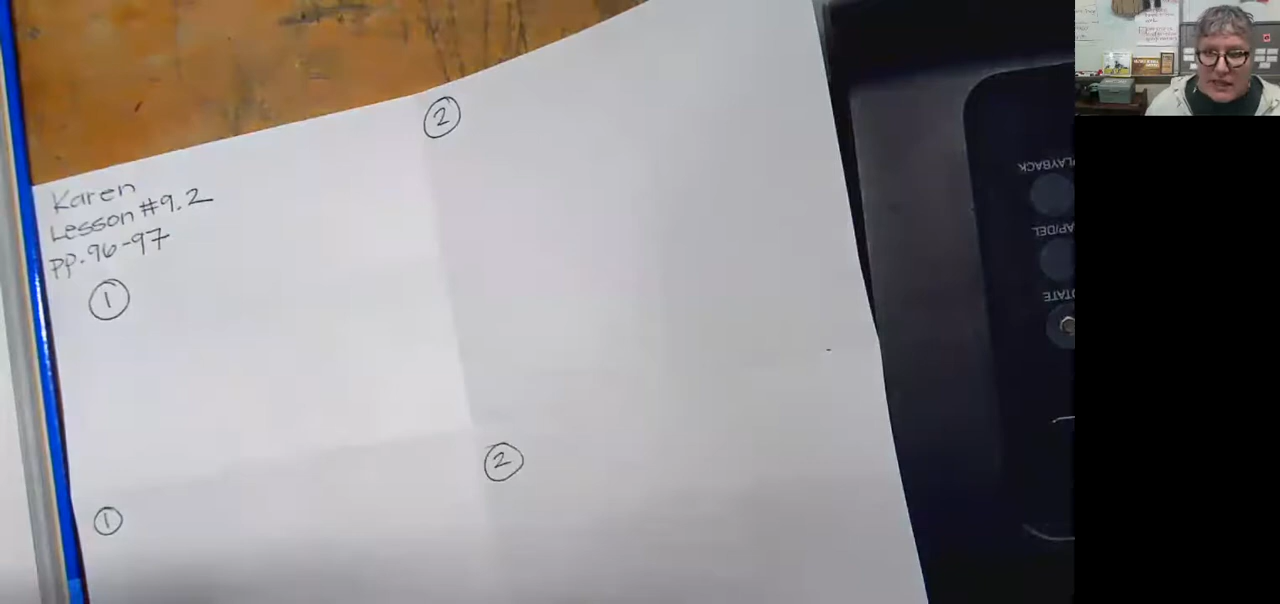 Karen
Lesson #9.2
pp. 96-97
①
②
①
②
PLAYBACK
AP/DEL
OTATE